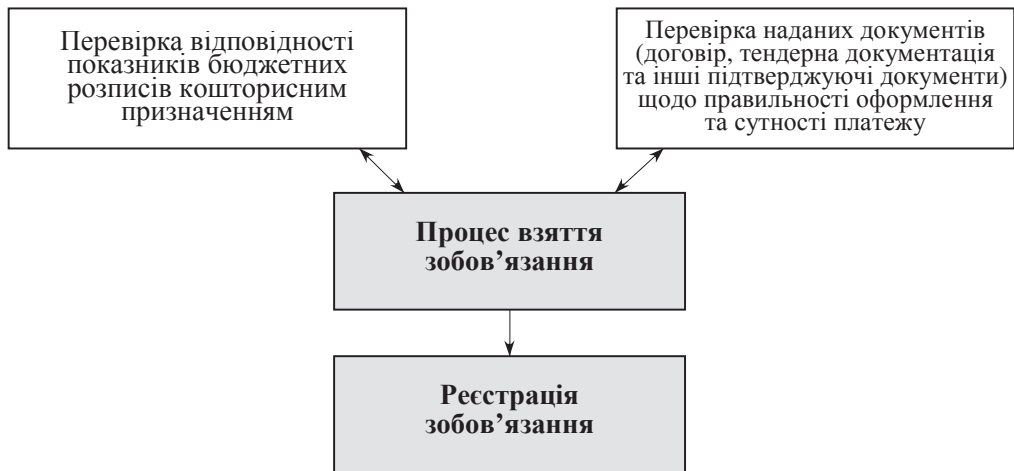 Перевірка відповідності
показників бюджетних
розписів кошторисним
призначенням
Перевірка наданих документів
(договір, тендерна документація
та інші підтверджуючі документи)
щодо правильності оформлення
та сутності платежу
Процес взяття
зобов’язання
Реєстрація
зобов’язання